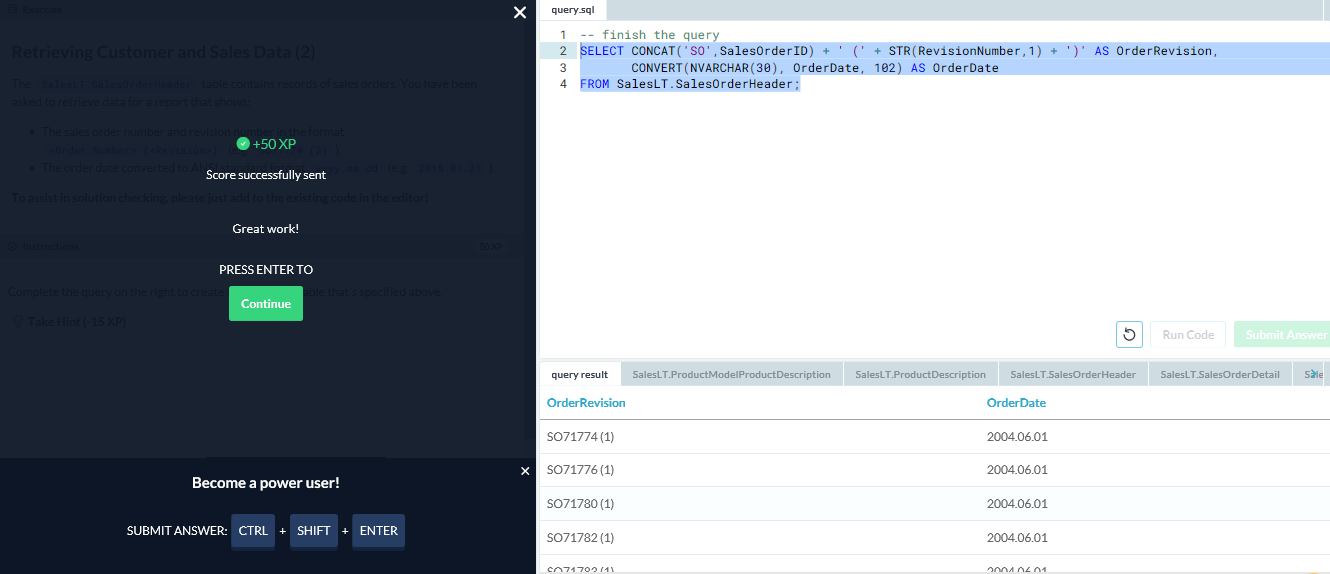 Exercise
Retrieving Customer and Sales Data (2)
The SalesLT.SalesOrderHeader table contains records of sales orders. You have been
asked to retrieve data for a report that shows:
The sales order number and revision number in the format
The order date converted to ANSI standard format yyyy.mm.dd (e.g.
To assist in solution checking, please just add to the existing code in the editor:
Instructions
50 XP
Complete the query on the right to create
that's specified above.
Take Hint (-15 XP)
+50 XP
Score successfully sent
Great work!
PRESS ENTER TO
Continue
Become a power user!
SUBMIT ANSWER: CTRL + SHIFT + ENTER
query.sql
1 -- finish the query
2 SELECT CONCAT('SO',SalesOrderID) + ' (' + STR(RevisionNumber,1) + ')' AS OrderRevision,
3 CONVERT(NVARCHAR(30), OrderDate, 102) AS OrderDate
4 FROM SalesLT.SalesOrderHeader;
Run Code
Submit Answer
query result
SalesLT.ProductModelProductDescription
SalesLT.ProductDescription
SalesLT.SalesOrderHeader
SalesLT.SalesOrderDetail
OrderRevision OrderDate
SO71774 (1) 2004.06.01
SO71776 (1) 2004.06.01
SO71780 (1) 2004.06.01
SO71782 (1) 2004.06.01
SO71783 (1) 2004.06.01